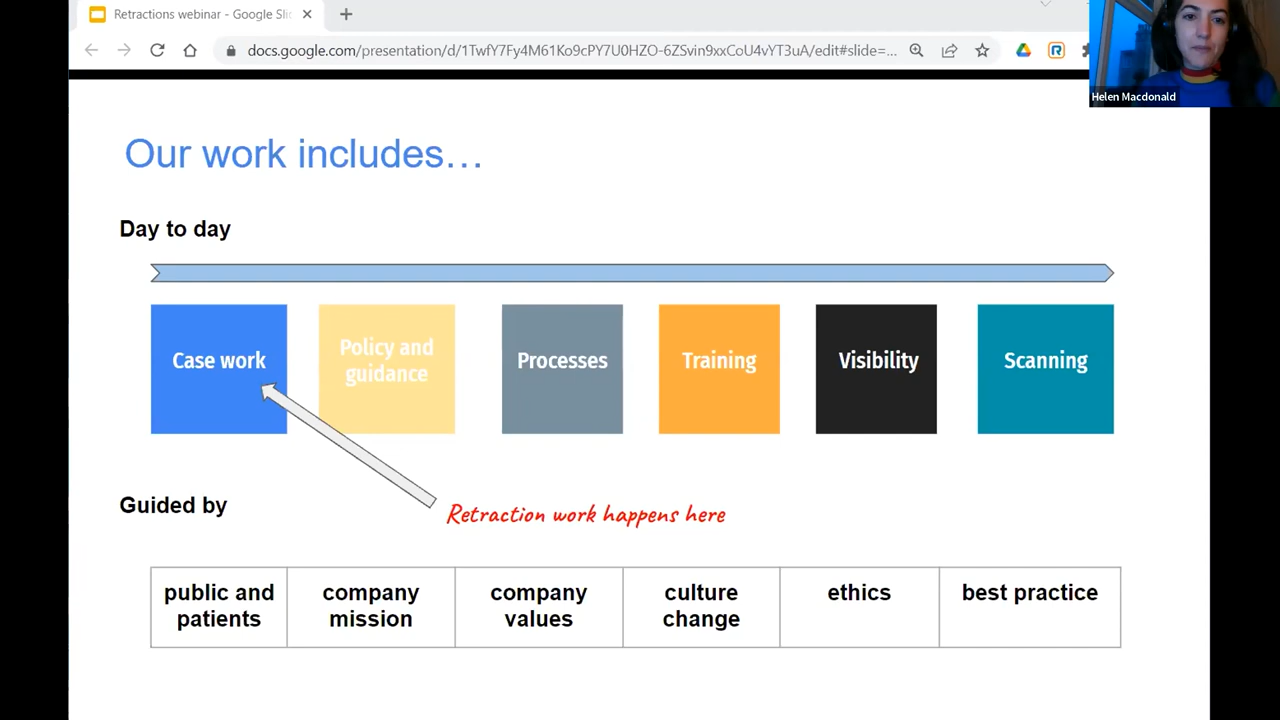 Retractions webinar - Google Sli
docs.google.com/presentation/d/1TwfY7Fy4M61Ko9cPY7U0HZO-6ZSvin9xxCoU4vYT3uA/edit#slide=...
R
Helen Macdonald
Our work includes…
Day to day
Case work
Policy and
guidance
Processes
Training
Visibility
Scanning
Guided by
Retraction work happens here
public and
patients
company
mission
company
values
culture
change
ethics
best practice